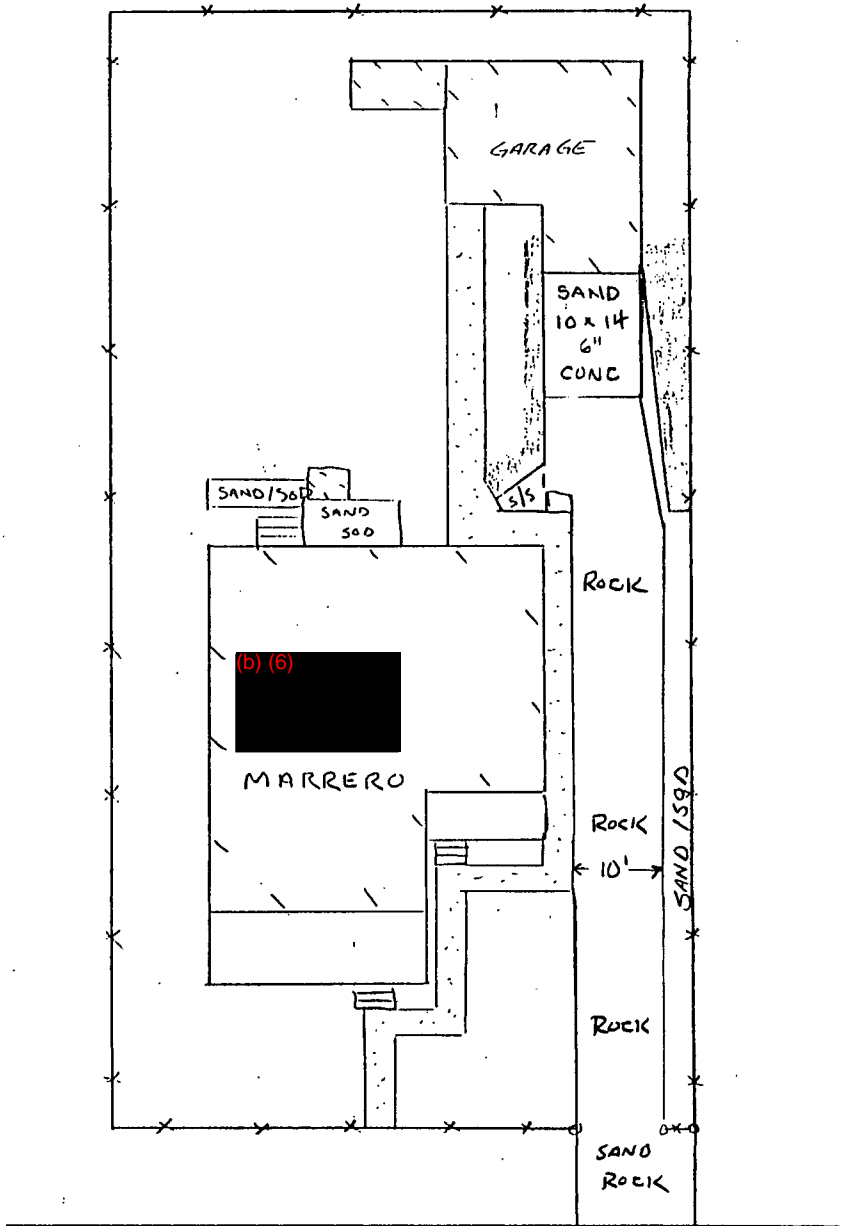 GARAGE
SAND
10 x 14
6"
CONC
S/S
SAND/SOD
SAND
SOD
ROCK
(b) (6)
MARRERO
ROCK
10'
SAND/SOD
ROCK
SAND
ROCK